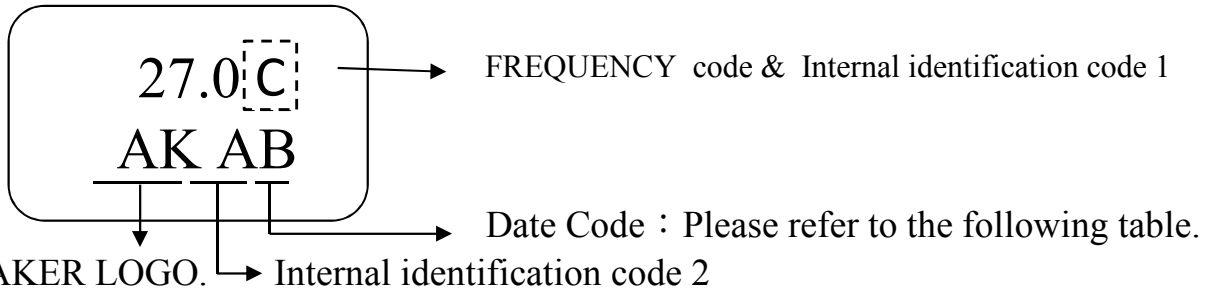 27.0 C
FREQUENCY code & Internal identification code 1
AK AB
Date Code：Please refer to the following table.
AKER LOGO.
Internal identification code 2